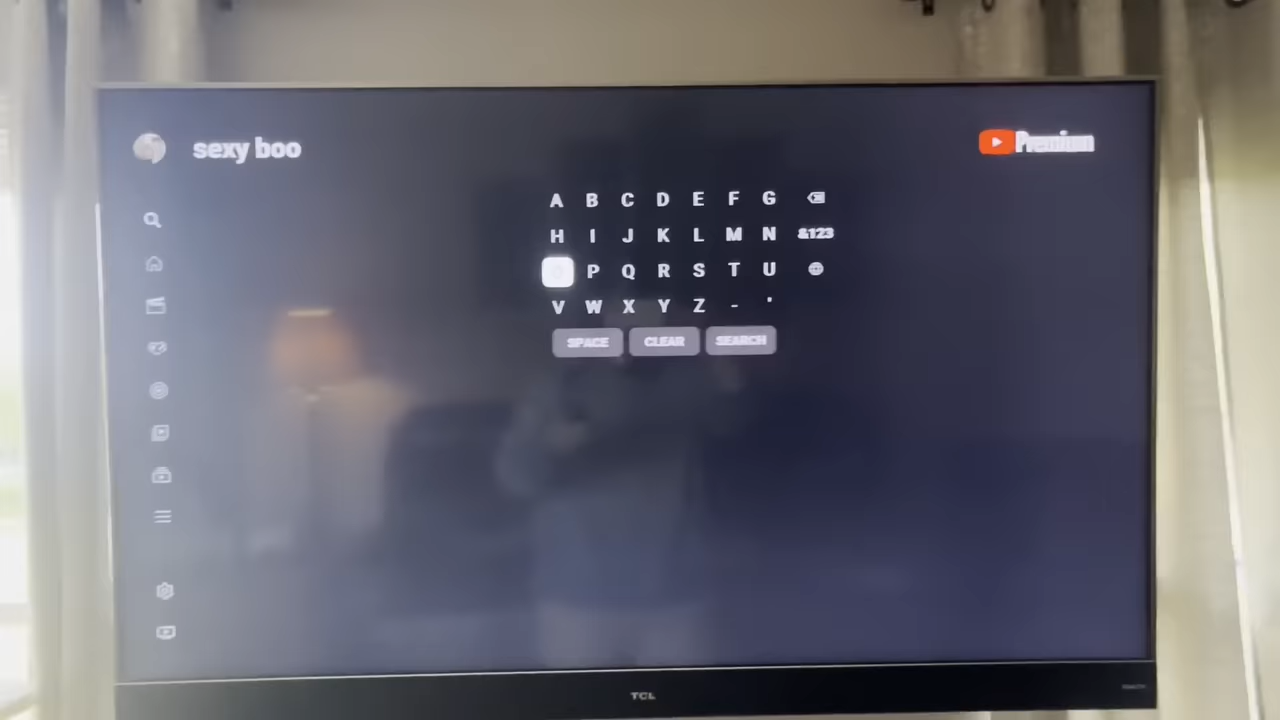 sexy boo
Premium
A B C D E F G
H I J K L M N &123
P Q R S T U
V W X Y Z - '
SPACE CLEAR SEARCH
TCL